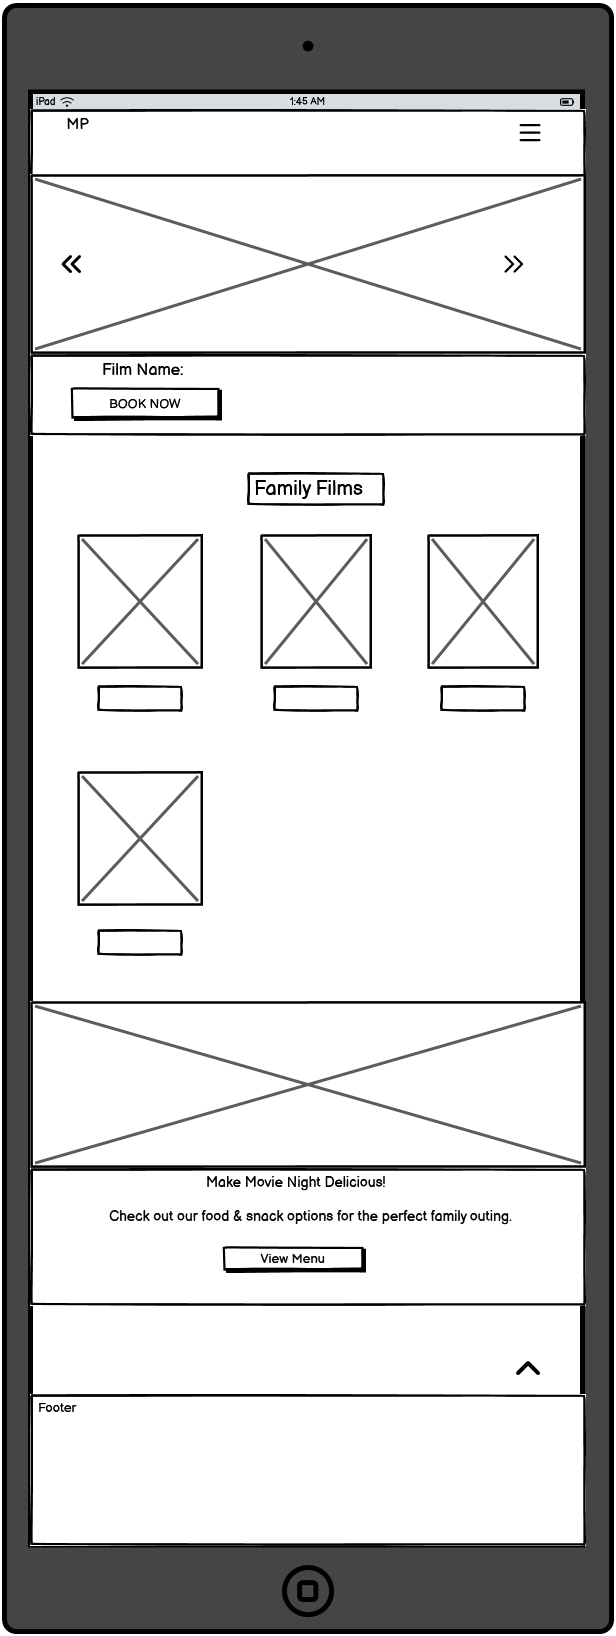 iPad 1:45 AM
MP
Film Name:
BOOK NOW
Family Films
Make Movie Night Delicious!
Check out our food & snack options for the perfect family outing.
View Menu
Footer